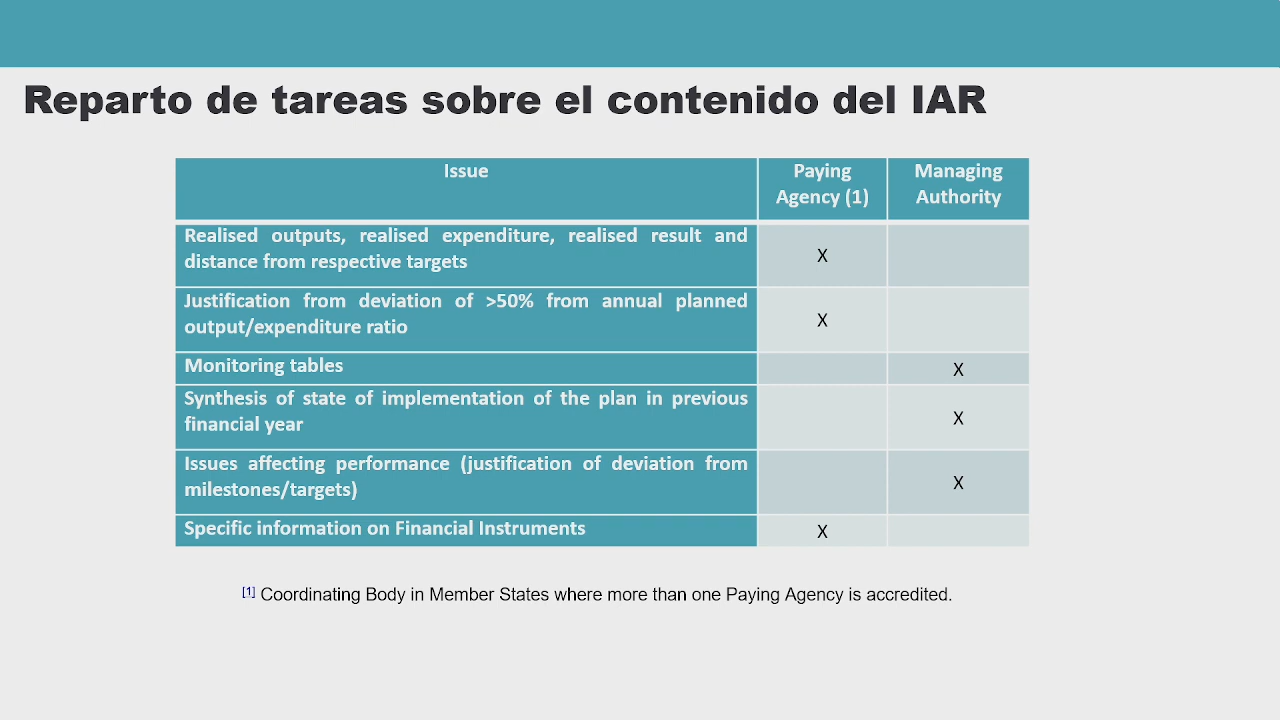 Reparto de tareas sobre el contenido del IAR
Issue
Paying
Agency (1)
Managing
Authority
Realised outputs, realised expenditure, realised result and
distance from respective targets
X
Justification from deviation of >50% from annual planned
output/expenditure ratio
X
Monitoring tables
X
Synthesis of state of implementation of the plan in previous
financial year
X
Issues affecting performance (justification of deviation from
milestones/targets)
X
Specific information on Financial Instruments
X
[1] Coordinating Body in Member States where more than one Paying Agency is accredited.